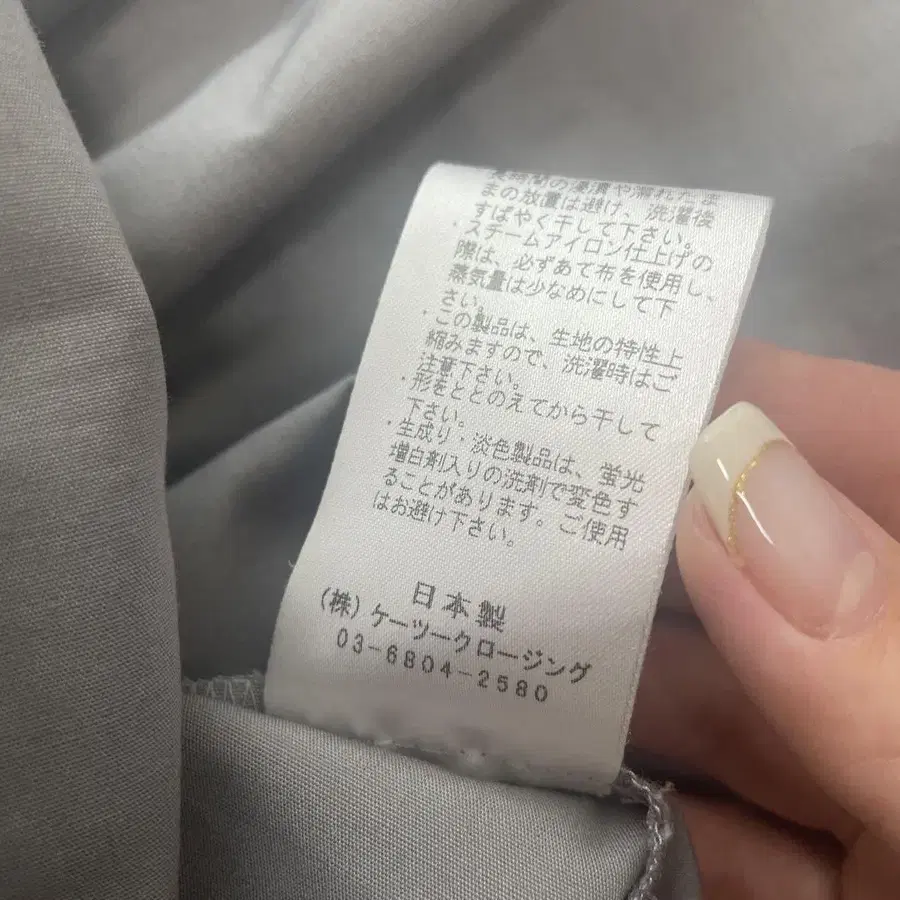 の浸漬や濡れたま
まの放置は避け、洗濯後
すばやく干して下さい。
・スチームアイロン仕上げの
際は、必ずあて布を使用し、
蒸気量は少なめにして下
さい。
・この製品は、生地の特性上
縮みますので、洗濯時はご
注意下さい。
・形をととのえてから干して
下さい。
・生成り・淡色製品は、蛍光
増白剤入りの洗剤で変色す
ることがあります。ご使用
はお避け下さい。
日本製
(株)ケーツークロージング
03-6804-2580